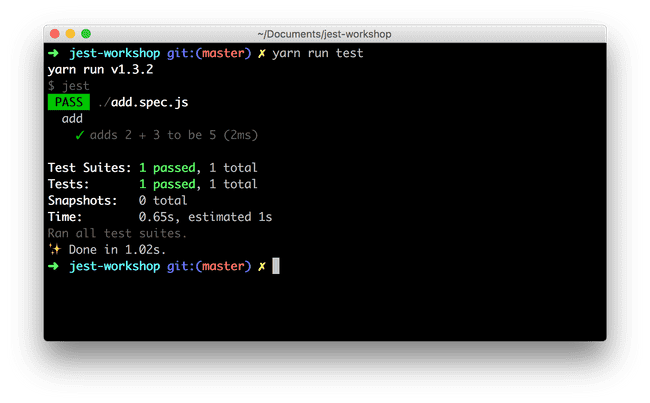 ~/Documents/jest-workshop
➜ jest-workshop git:(master) ✗ yarn run test
yarn run v1.3.2
$ jest
PASS ./add.spec.js
add
✓ adds 2 + 3 to be 5 (2ms)
Test Suites: 1 passed, 1 total
Tests: 1 passed, 1 total
Snapshots: 0 total
Time: 0.65s, estimated 1s
Ran all test suites.
✨ Done in 1.02s.
➜ jest-workshop git:(master) ✗